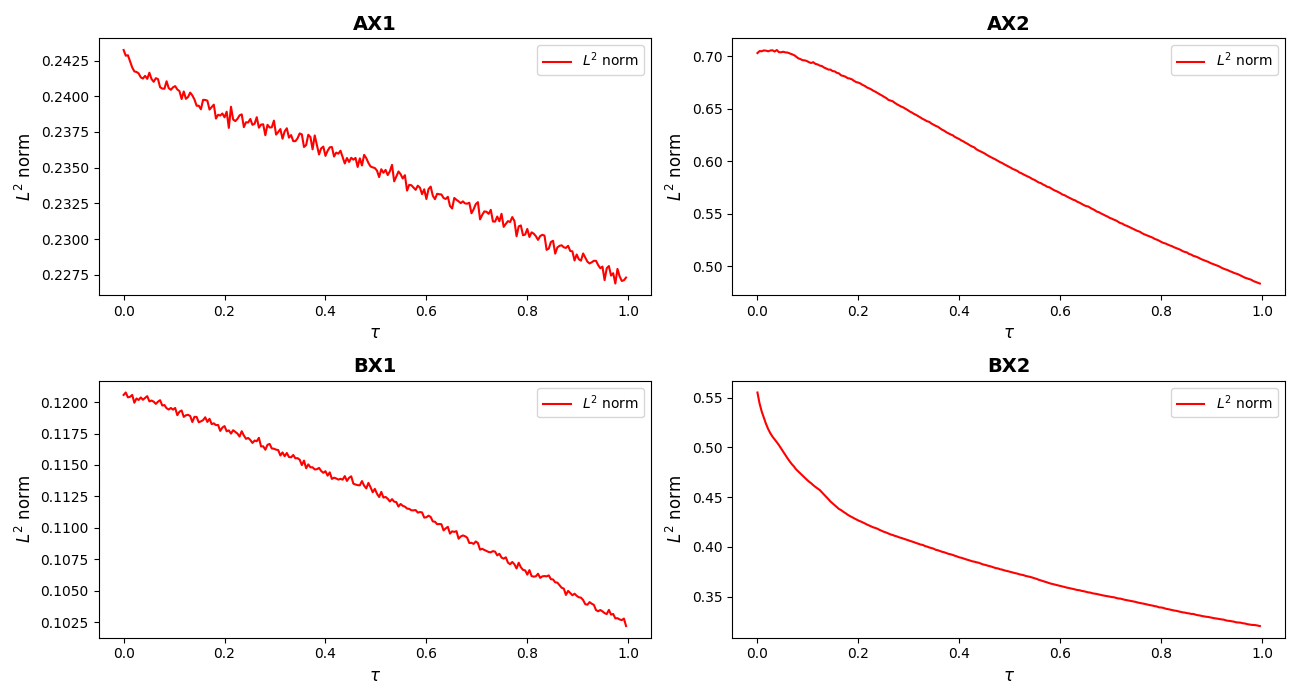 AX1
L² norm
0.2425
0.2400
0.2375
0.2350
0.2325
0.2300
0.2275
L² norm
0.0 0.2 0.4 0.6 0.8 1.0
τ
AX2
L² norm
0.70
0.65
0.60
0.55
0.50
L² norm
0.0 0.2 0.4 0.6 0.8 1.0
τ
BX1
L² norm
0.1200
0.1175
0.1150
0.1125
0.1100
0.1075
0.1050
0.1025
L² norm
0.0 0.2 0.4 0.6 0.8 1.0
τ
BX2
L² norm
0.55
0.50
0.45
0.40
0.35
L² norm
0.0 0.2 0.4 0.6 0.8 1.0
τ